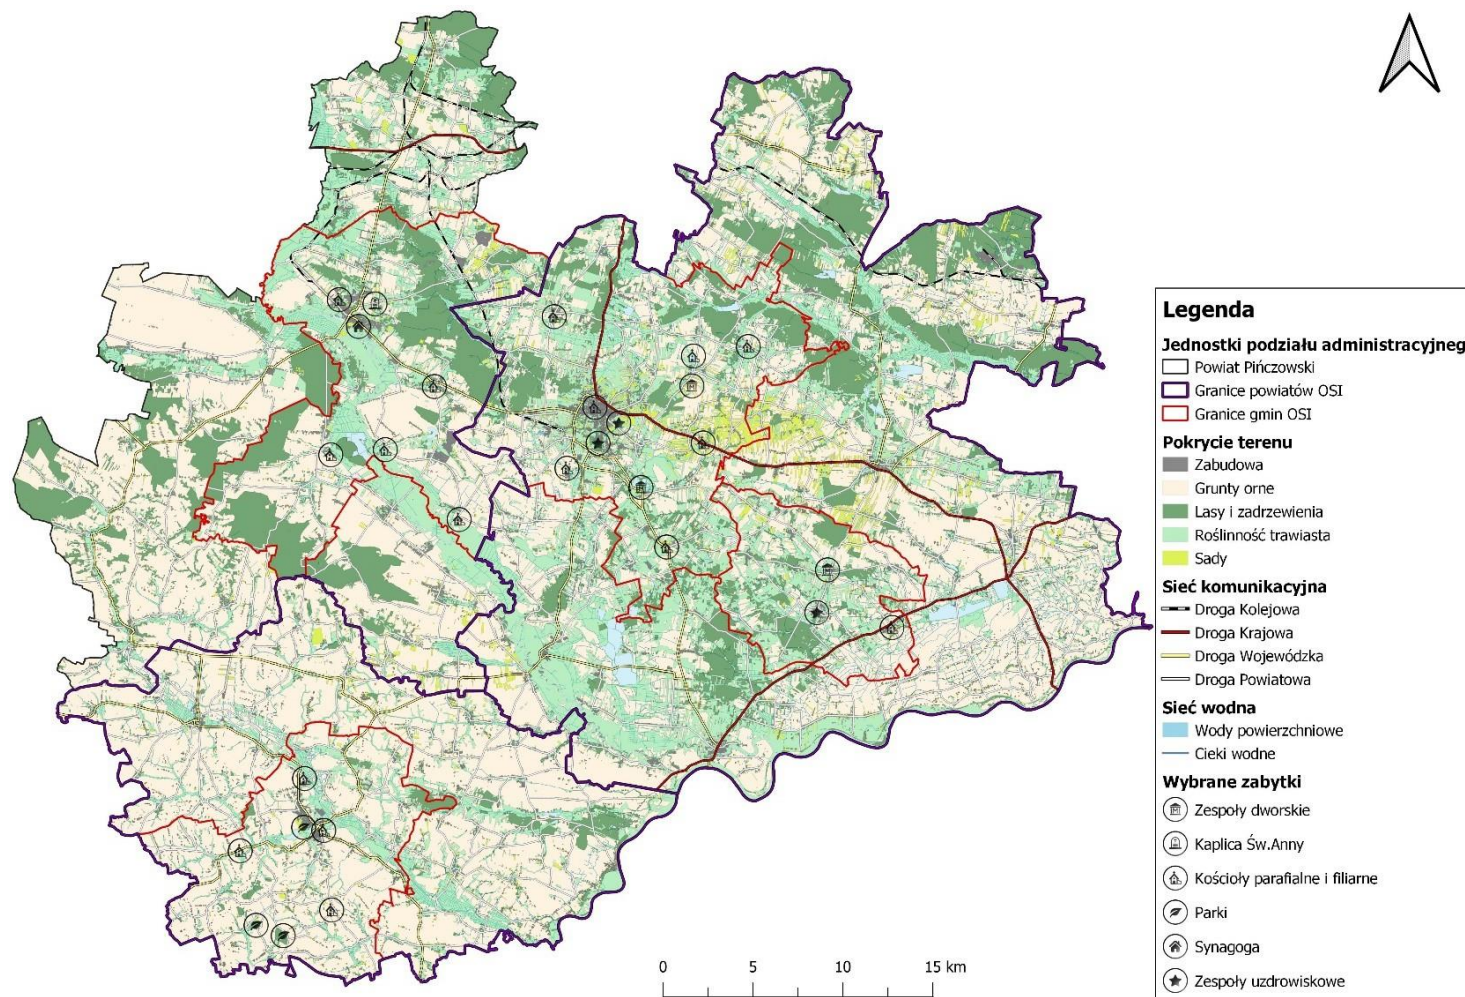 Legenda
Jednostki podziału administracyjneg
Powiat Pińczowski
Granice powiatów OSI
Granice gmin OSI
Pokrycie terenu
Zabudowa
Grunty orne
Lasy i zadrzewienia
Roślinność trawiasta
Sady
Sieć komunikacyjna
Droga Kolejowa
Droga Krajowa
Droga Wojewódzka
Droga Powiatowa
Sieć wodna
Wody powierzchniowe
Cieki wodne
Wybrane zabytki
Zespoły dworskie
Kaplica Św.Anny
Kościoły parafialne i filiarne
Parki
Synagoga
Zespoły uzdrowiskowe
0 5 10 15 km